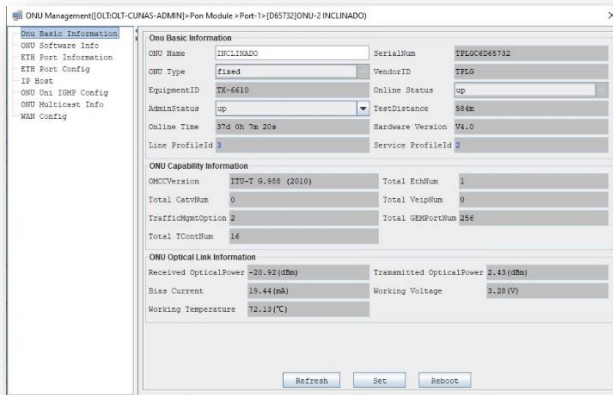 ONU Management([OLT:OLT-CUNAS-ADMIN]>Pon Module >Port-1>[D65732]ONU-2 INCLINADO)
Onu Basic Information
ONU Software Info
ETH Port Information
ETH Port Config
IP Host
ONU Uni IGMP Config
ONU Multicast Info
WAN Config
Onu Basic Information
ONU Name INCLINADO SerialNum TPLGC6D65732
ONU Type fixed VendorID TPLG
EquipmentID TX-6610 Online Status up
AdminStatus up TestDistance 584m
Online Time 37d 0h 7m 20s Hardware Version V4.0
Line ProfileId 3 Service ProfileId 2
ONU Capability Information
OMCCVersion ITU-T G.988 (2010) Total EthNum 1
Total CatvNum 0 Total VeipNum 0
TrafficMgmtOption 2 Total GEMPortNum 256
Total TContNum 16
ONU Optical Link Information
Received OpticalPower -20.92(dBm) Transmitted OpticalPower 2.43(dBm)
Bias Current 19.44(mA) Working Voltage 3.28(V)
Working Temperature 72.13(℃)
Refresh Set Reboot